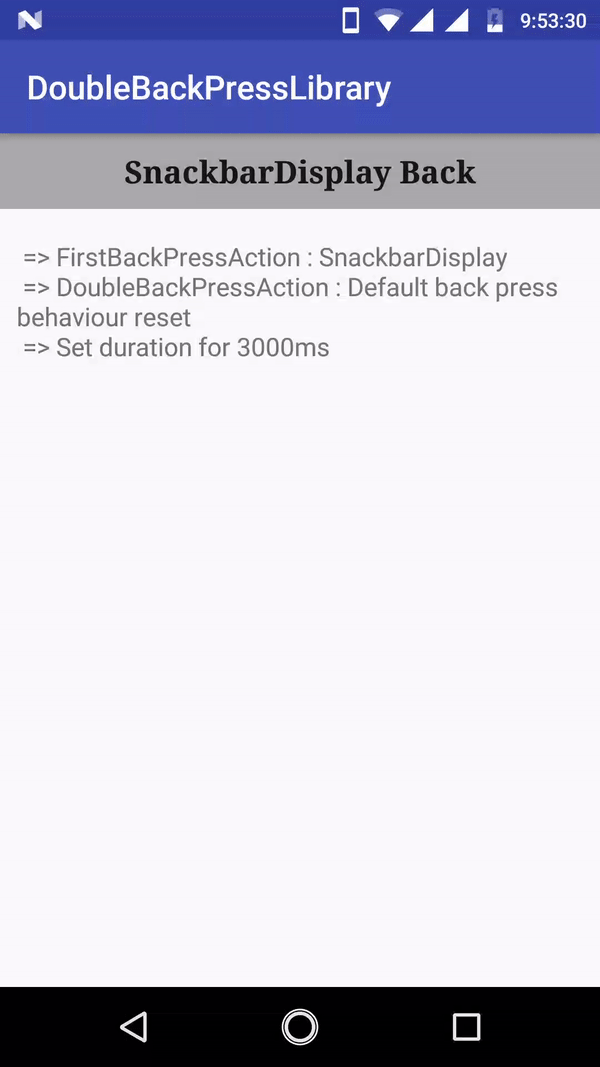 9:53:30
DoubleBackPressLibrary
SnackbarDisplay Back
=> FirstBackPressAction : SnackbarDisplay
=> DoubleBackPressAction : Default back press
behaviour reset
=> Set duration for 3000ms